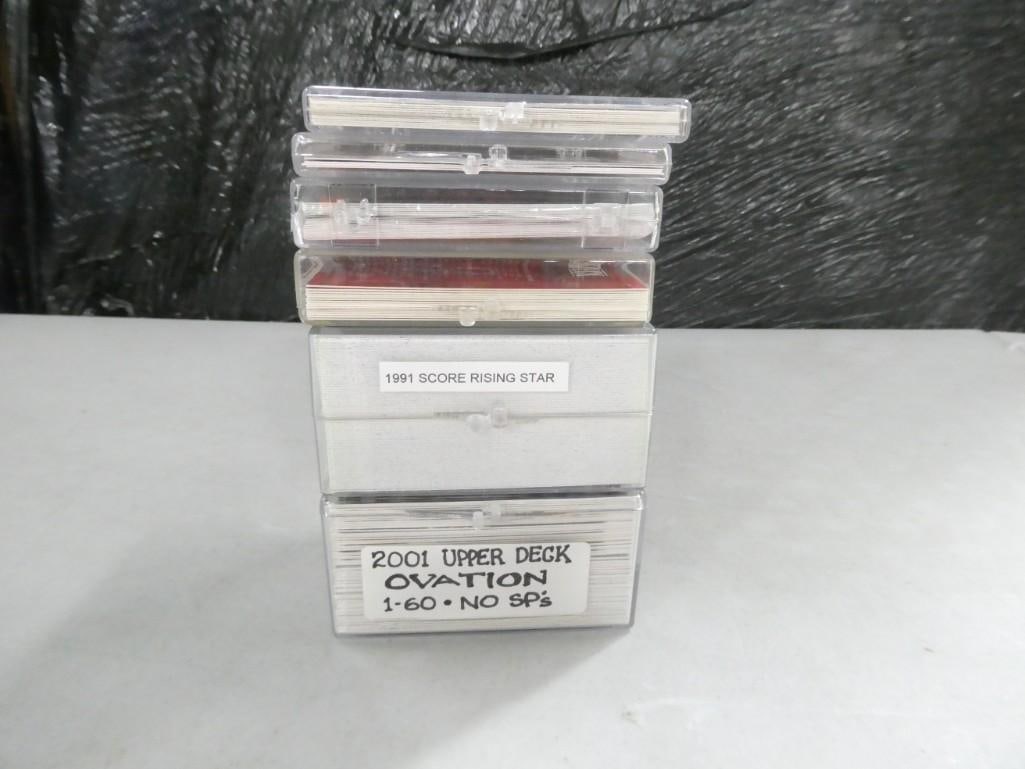 1991 SCORE RISING STAR
2001 UPPER DECK
OVATION
1-60 • NO SP's